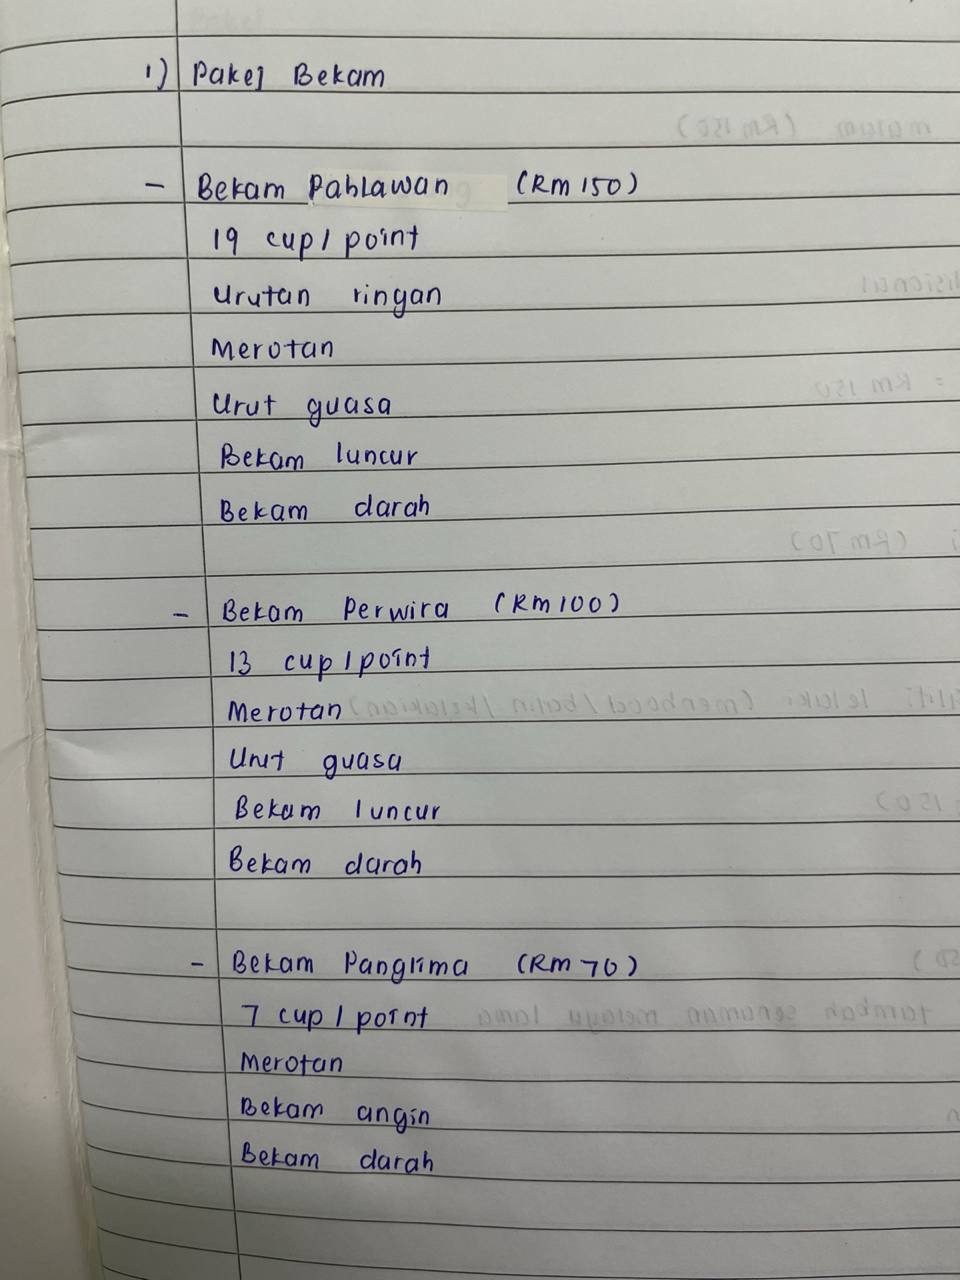 1) Pakej Bekam
- Bekam Pahlawan (RM 150)
19 cup / point
Urutan ringan
Merotan
Urut guasa
Bekam luncur
Bekam darah
- Bekam Perwira (RM 100)
13 cup / point
Merotan
Urut guasa
Bekam luncur
Bekam darah
- Bekam Panglima (RM 70)
7 cup / point
Merotan
Bekam angin
Bekam darah